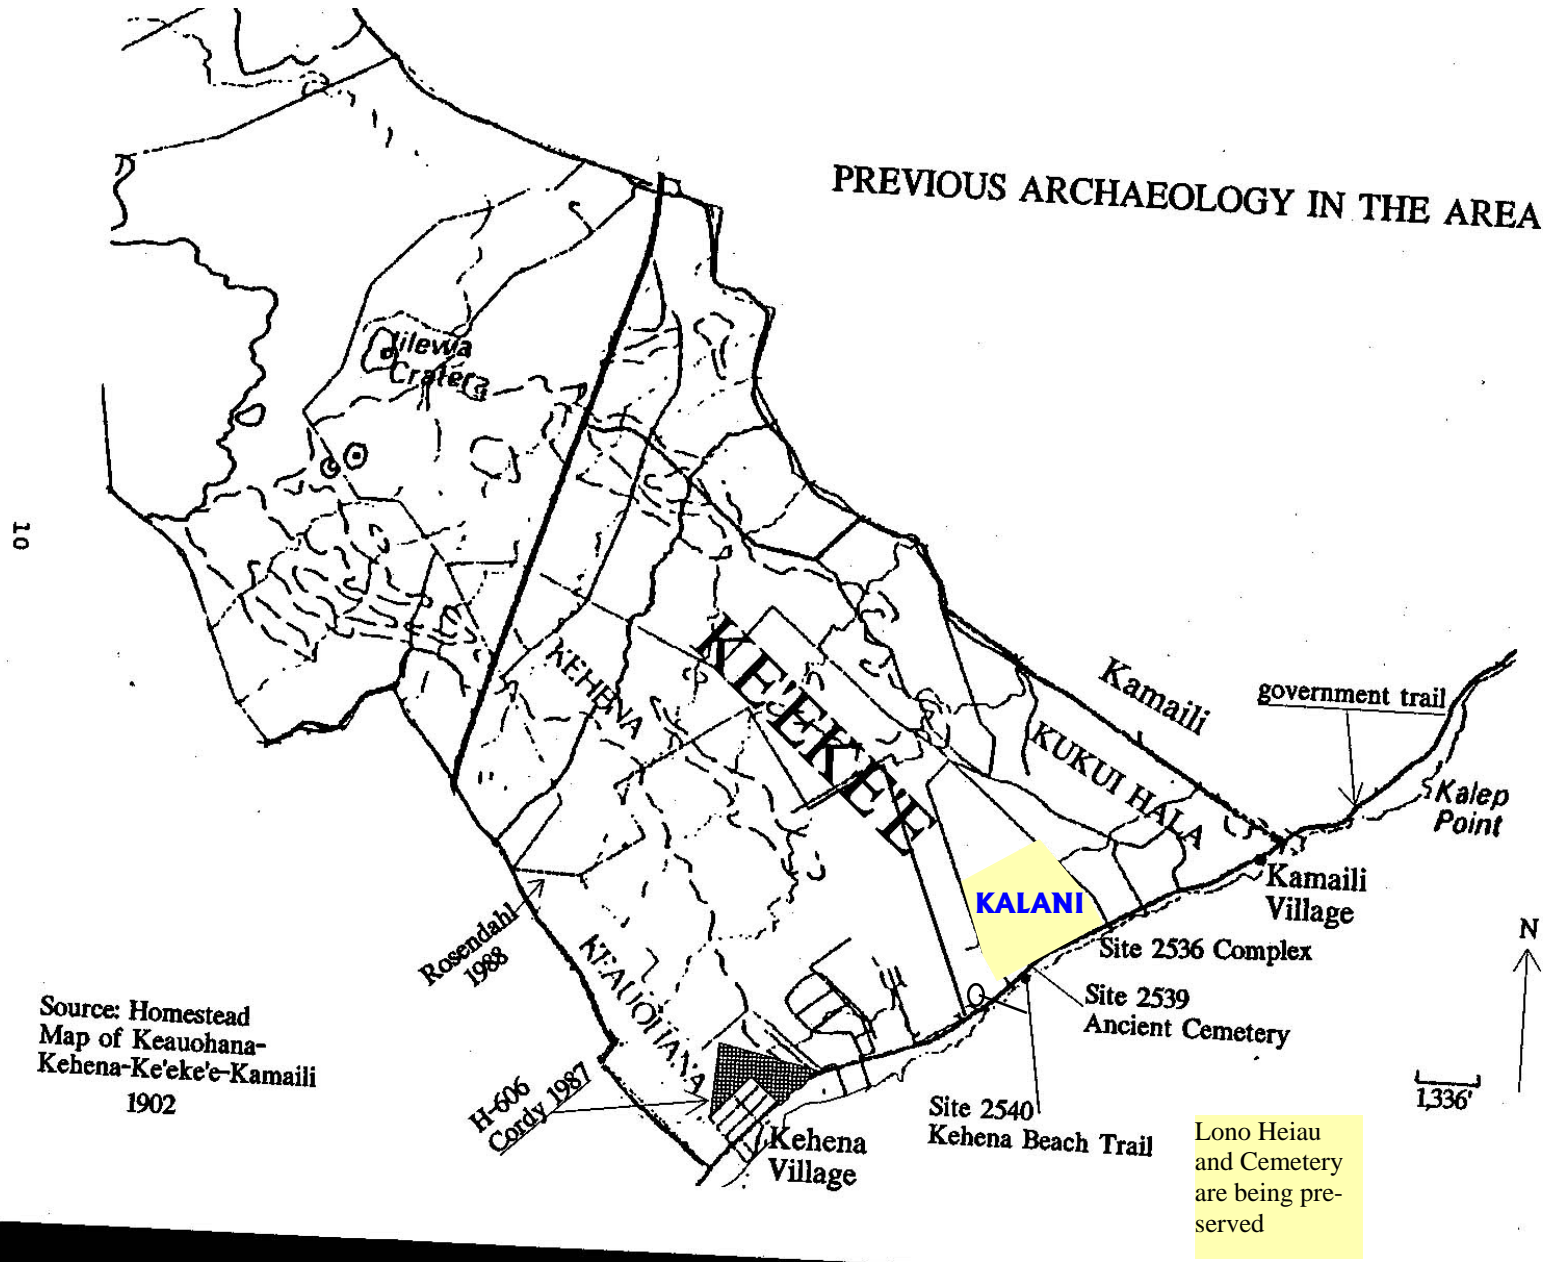 PREVIOUS ARCHAEOLOGY IN THE AREA
Iilewa
Crater
10
KEHENA
KE'EKE'E
Kamaili
KUKUI HALA
government trail
Kalep
Point
KALANI
Kamaili
Village
Site 2536 Complex
Site 2539
Ancient Cemetery
N
Rosendahl
1988
KEAUOHANA
Source: Homestead
Map of Keauohana-
Kehena-Ke'eke'e-Kamaili
1902
H-606
Cordy 1987
Kehena
Village
Site 2540
Kehena Beach Trail
1,336'
Lono Heiau
and Cemetery
are being pre-
served